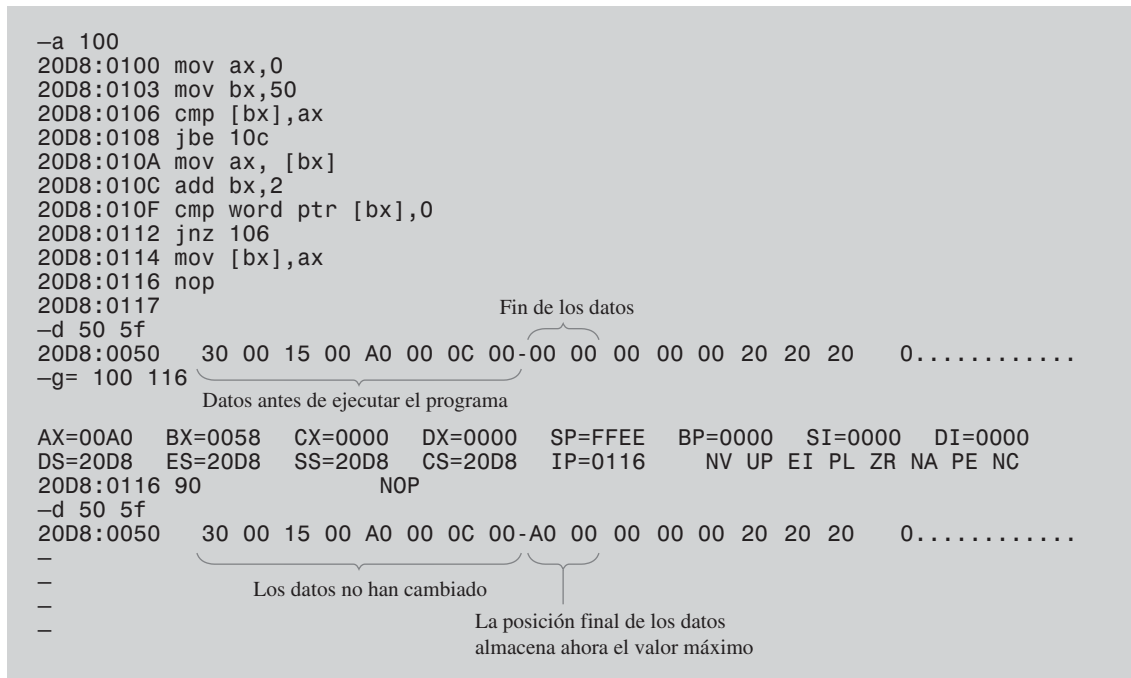 –a 100
20D8:0100 mov ax,0
20D8:0103 mov bx,50
20D8:0106 cmp [bx],ax
20D8:0108 jbe 10c
20D8:010A mov ax, [bx]
20D8:010C add bx,2
20D8:010F cmp word ptr [bx],0
20D8:0112 jnz 106
20D8:0114 mov [bx],ax
20D8:0116 nop
20D8:0117
Fin de los datos
–d 50 5f
20D8:0050 30 00 15 00 A0 00 0C 00-00 00 00 00 00 20 20 20 0............
–g= 100 116
Datos antes de ejecutar el programa
AX=00A0 BX=0058 CX=0000 DX=0000 SP=FFEE BP=0000 SI=0000 DI=0000
DS=20D8 ES=20D8 SS=20D8 CS=20D8 IP=0116 NV UP EI PL ZR NA PE NC
20D8:0116 90 NOP
–d 50 5f
20D8:0050 30 00 15 00 A0 00 0C 00-A0 00 00 00 00 20 20 20 0............
–
–
Los datos no han cambiado
–
–
La posición final de los datos
almacena ahora el valor máximo